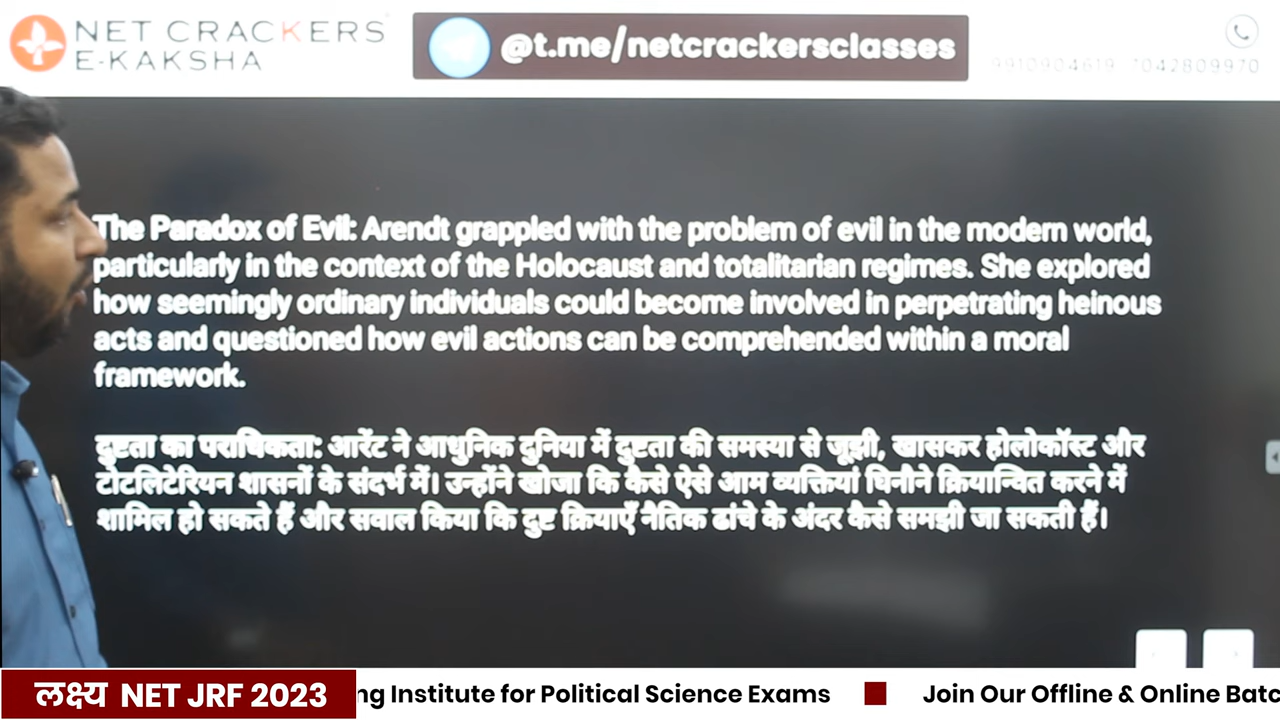 NET CRACKERS
E-KAKSHA
@t.me/netcrackersclasses
9910904619, 7042809970
The Paradox of Evil: Arendt grappled with the problem of evil in the modern world,
particularly in the context of the Holocaust and totalitarian regimes. She explored
how seemingly ordinary individuals could become involved in perpetrating heinous
acts and questioned how evil actions can be comprehended within a moral
framework.
दुष्टता का पराधिकता: आरेंट ने आधुनिक दुनिया में दुष्टता की समस्या से जूझी, खासकर होलोकॉस्ट और
टोटलिटेरियन शासनों के संदर्भ में। उन्होंने खोजा कि कैसे ऐसे आम व्यक्तियां घिनौने क्रियान्वित करने में
शामिल हो सकते हैं और सवाल किया कि दुष्ट क्रियाएँ नैतिक ढांचे के अंदर कैसे समझी जा सकती हैं।
लक्ष्य NET JRF 2023
ng Institute for Political Science Exams
Join Our Offline & Online Batc